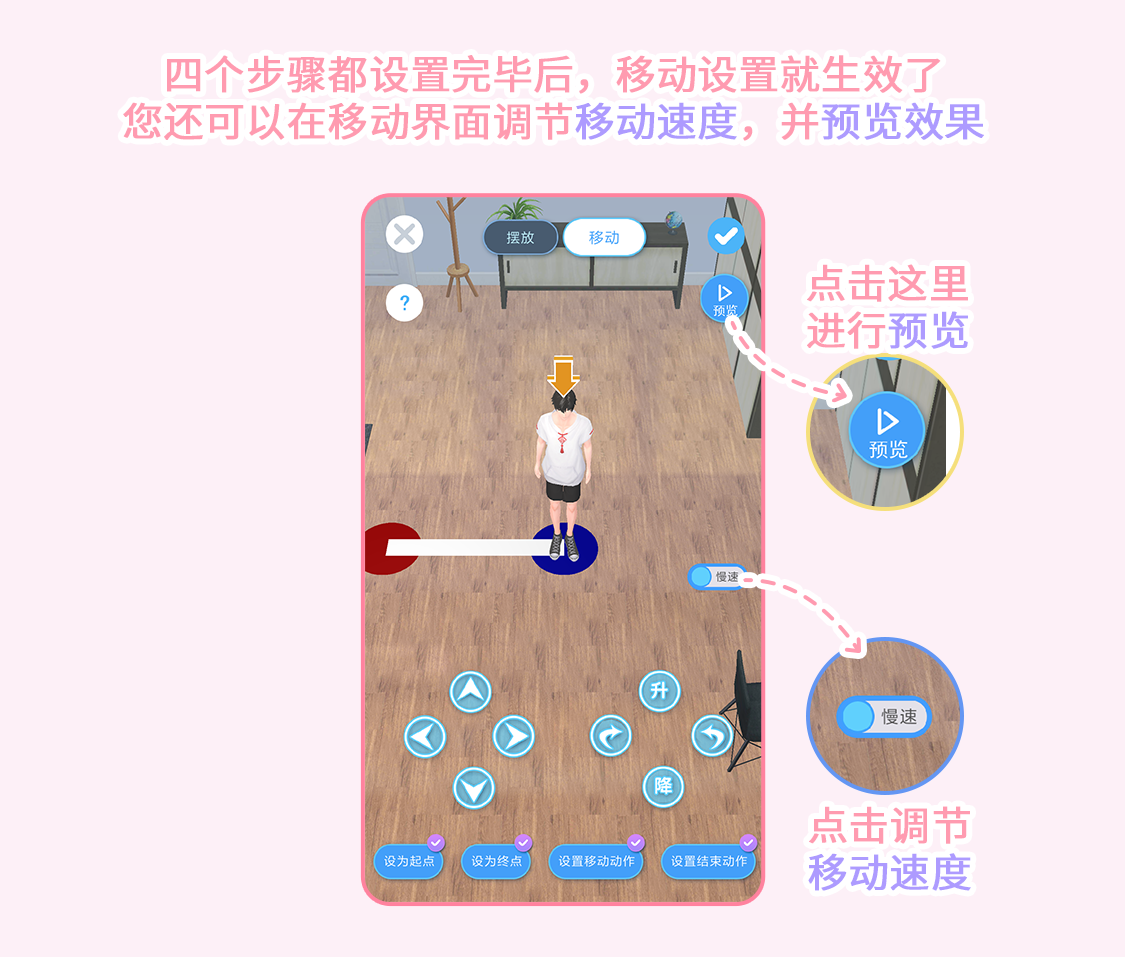 四个步骤都设置完毕后，移动设置就生效了
您还可以在移动界面调节移动速度，并预览效果
摆放
移动
?
预览
点击这里
进行预览
预览
慢速
慢速
升
降
点击调节
移动速度
设为起点
设为终点
设置移动动作
设置结束动作